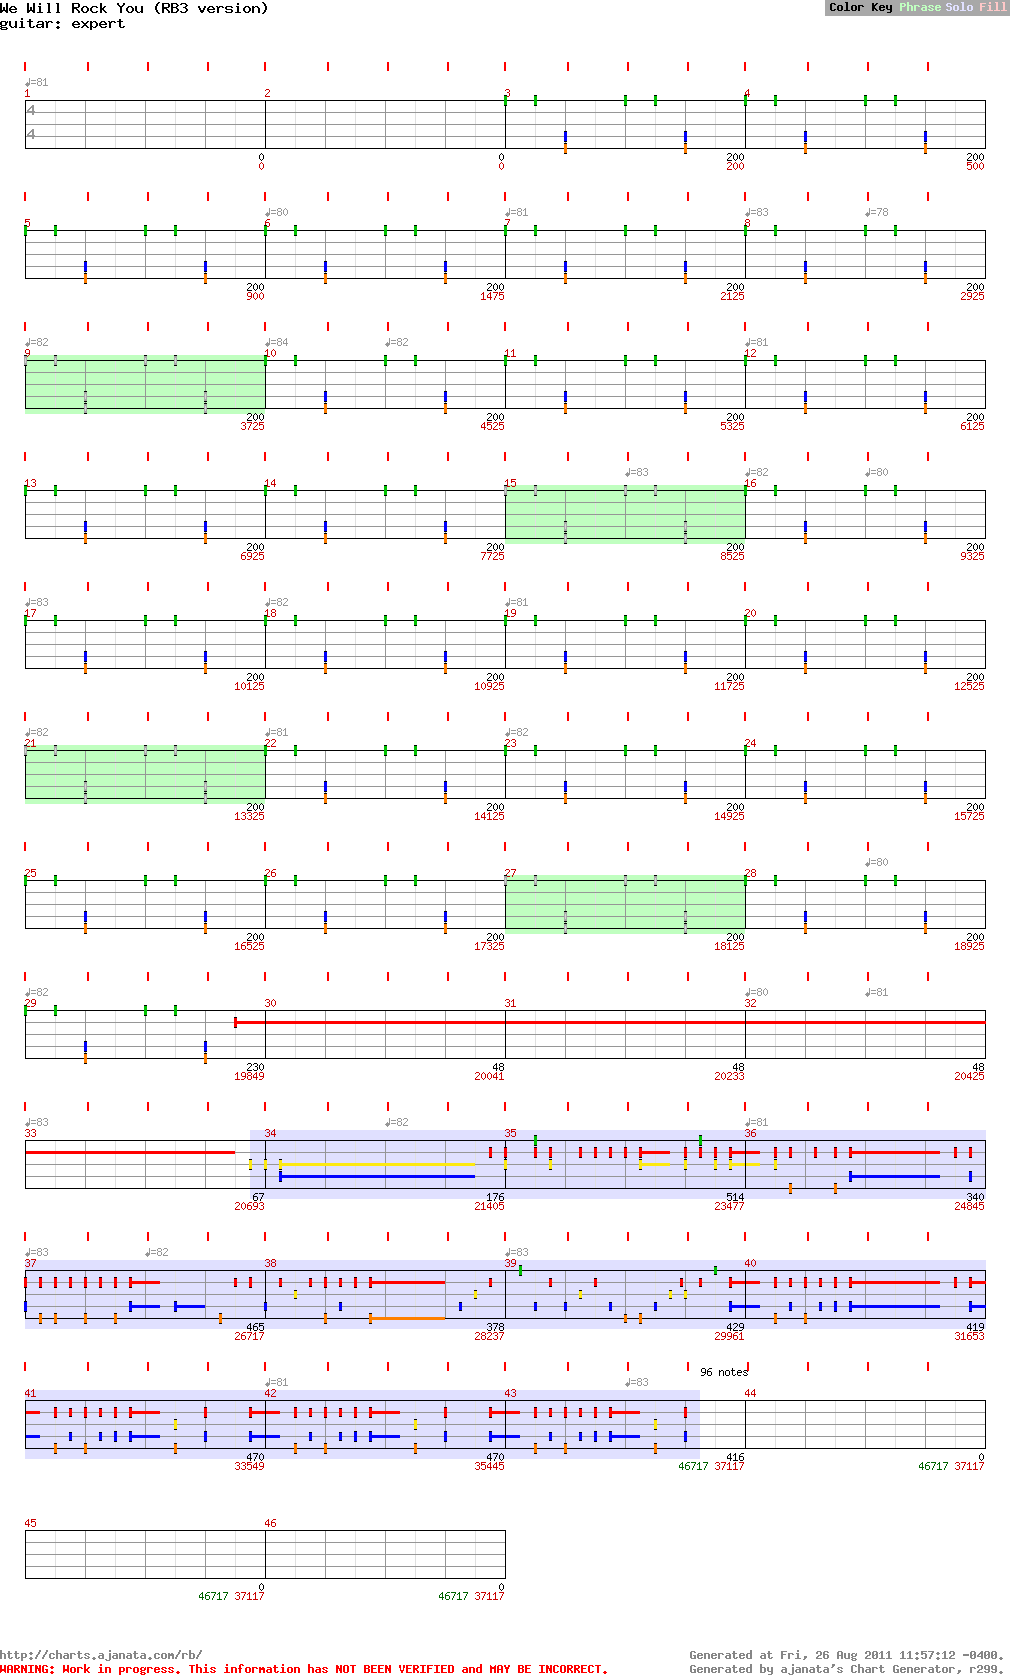 We Will Rock You (RB3 version)
Color Key Phrase Solo Fill
guitar: expert
♩=81
1 2 3 4
4
4
0 0 200 200
0 0 200 500
♩=80 ♩=81 ♩=83 ♩=78
5 6 7 8
200 200 200 200
900 1475 2125 2925
♩=82 ♩=84 ♩=82 ♩=81
9 10 11 12
200 200 200 200
3725 4525 5325 6125
♩=83 ♩=82 ♩=80
13 14 15 16
200 200 200 200
6925 7725 8525 9325
♩=83 ♩=82 ♩=81
17 18 19 20
200 200 200 200
10125 10925 11725 12525
♩=82 ♩=81 ♩=82
21 22 23 24
200 200 200 200
13325 14125 14925 15725
♩=80
25 26 27 28
200 200 200 200
16525 17325 18125 18925
♩=82 ♩=80 ♩=81
29 30 31 32
230 48 48 48
19849 20041 20233 20425
♩=83 ♩=82 ♩=81
33 34 35 36
67 176 514 340
20693 21405 23477 24845
♩=83 ♩=82 ♩=83
37 38 39 40
465 378 429 419
26717 28237 29961 31653
96 notes
♩=81 ♩=83
41 42 43 44
470 470 416 0
33549 35445 46717 37117 46717 37117
45 46
0 0
46717 37117 46717 37117
http://charts.ajanata.com/rb/
Generated at Fri, 26 Aug 2011 11:57:12 -0400.
WARNING: Work in progress. This information has NOT BEEN VERIFIED and MAY BE INCORRECT.
Generated by ajanata's Chart Generator, r299.